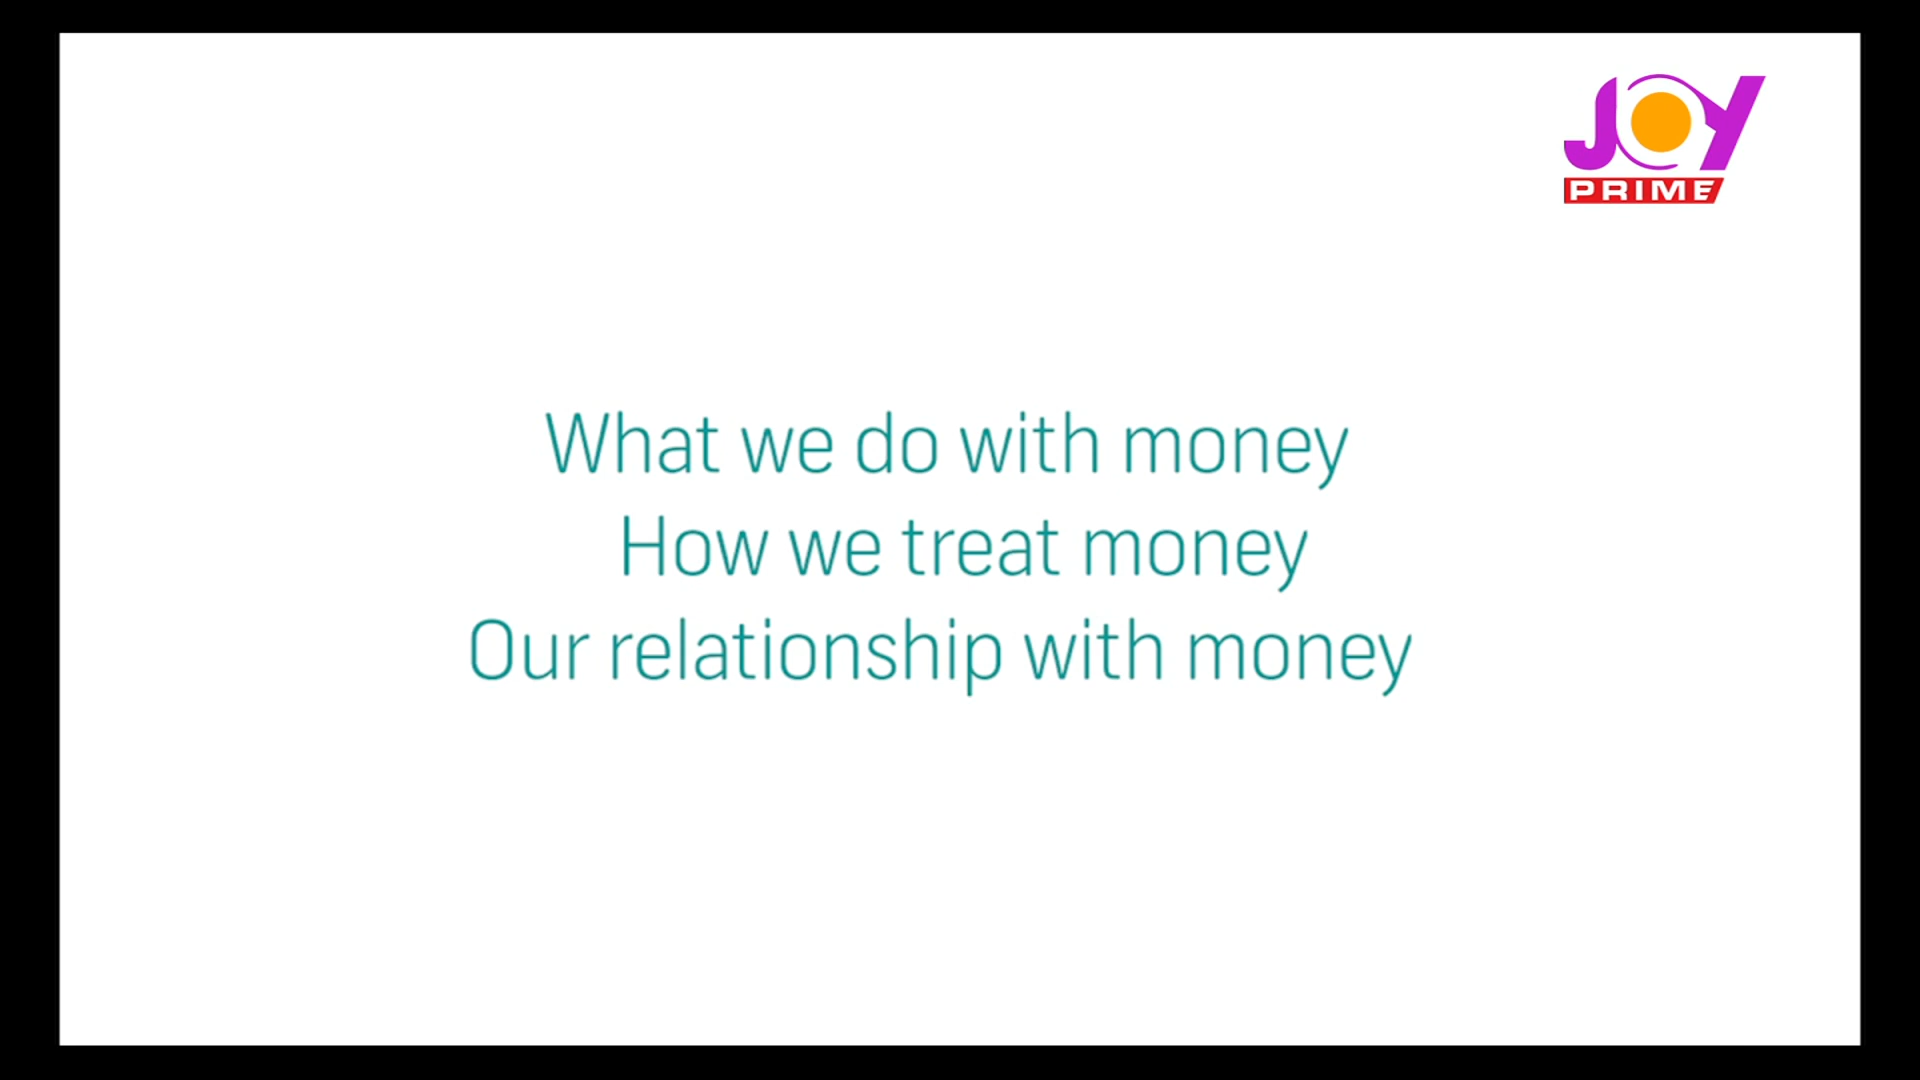 JOY
PRIME
What we do with money
How we treat money
Our relationship with money